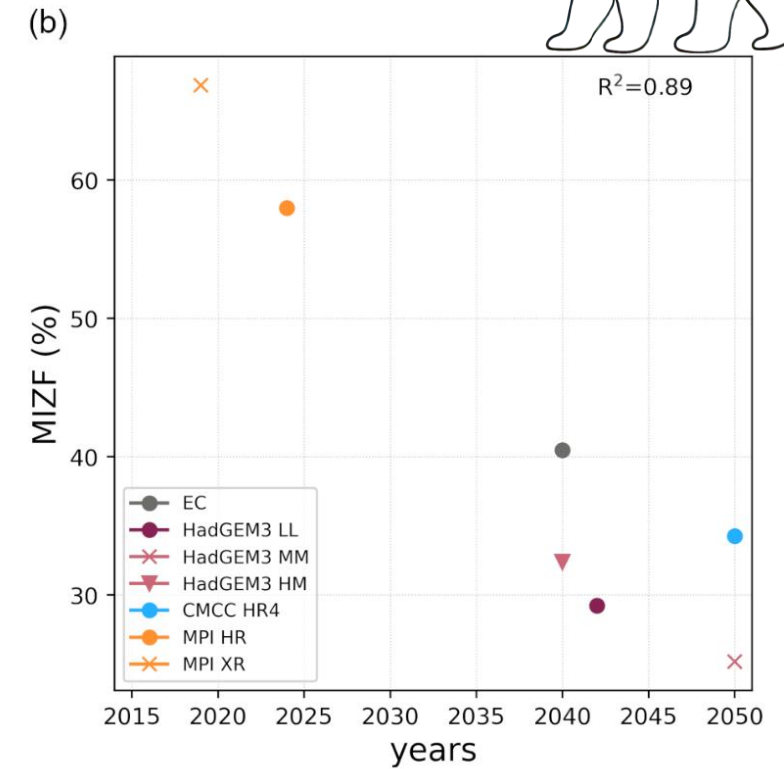 (b)
R²=0.89
60
50
40
30
MIZF (%)
EC
HadGEM3 LL
HadGEM3 MM
HadGEM3 HM
CMCC HR4
MPI HR
MPI XR
2015 2020 2025 2030 2035 2040 2045 2050
years